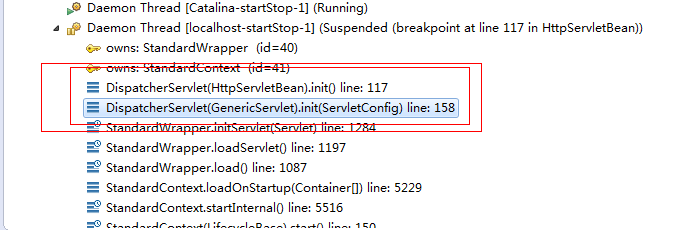 Daemon Thread [Catalina-startStop-1] (Running)
Daemon Thread [localhost-startStop-1] (Suspended (breakpoint at line 117 in HttpServletBean))
owns: StandardWrapper (id=40)
owns: StandardContext (id=41)
DispatcherServlet(HttpServletBean).init() line: 117
DispatcherServlet(GenericServlet).init(ServletConfig) line: 158
StandardWrapper.initServlet(Servlet) line: 1284
StandardWrapper.loadServlet() line: 1197
StandardWrapper.load() line: 1087
StandardContext.loadOnStartup(Container[]) line: 5229
StandardContext.startInternal() line: 5516
StandardContext(LifecycleBase).start() line: 150